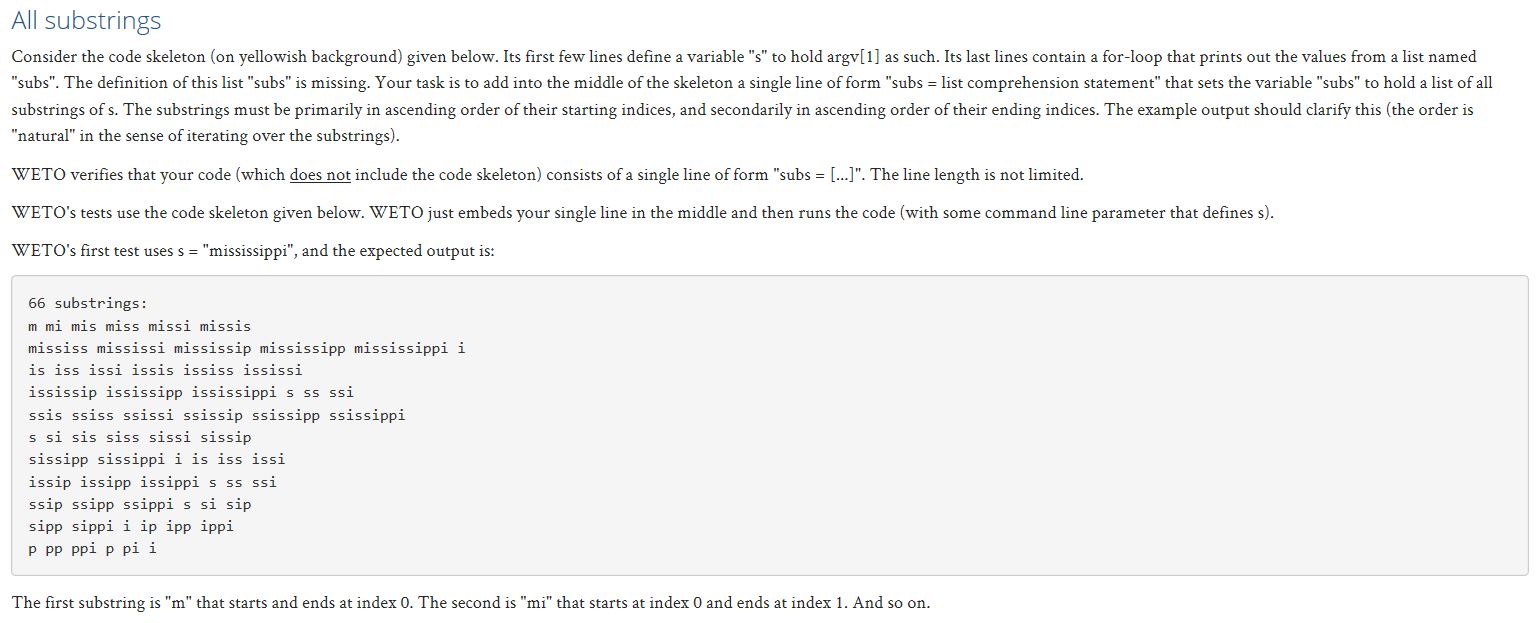 All substrings
Consider the code skeleton (on yellowish background) given below. Its first few lines define a variable "s" to hold argv[1] as such. Its last lines contain a for-loop that prints out the values from a list named
"subs". The definition of this list "subs" is missing. Your task is to add into the middle of the skeleton a single line of form "subs = list comprehension statement" that sets the variable "subs" to hold a list of all
substrings of s. The substrings must be primarily in ascending order of their starting indices, and secondarily in ascending order of their ending indices. The example output should clarify this (the order is
"natural" in the sense of iterating over the substrings).
WETO verifies that your code (which does not include the code skeleton) consists of a single line of form "subs = [...]". The line length is not limited.
WETO's tests use the code skeleton given below. WETO just embeds your single line in the middle and then runs the code (with some command line parameter that defines s).
WETO's first test uses s = "mississippi", and the expected output is:
66 substrings:
m mi mis miss missi missis
mississ mississi mississip mississipp mississippi i
is iss issi issis ississ ississi
ississip ississipp ississippi s ss ssi
ssis ssiss ssissi ssissip ssissipp ssissippi
s si sis siss sissi sissip
sissipp sissippi i is iss issi
issip issipp issippi s ss ssi
ssip ssipp ssippi s si sip
sipp sippi i ip ipp ippi
p pp ppi p pi i
The first substring is "m" that starts and ends at index 0. The second is "mi" that starts at index 0 and ends at index 1. And so on.